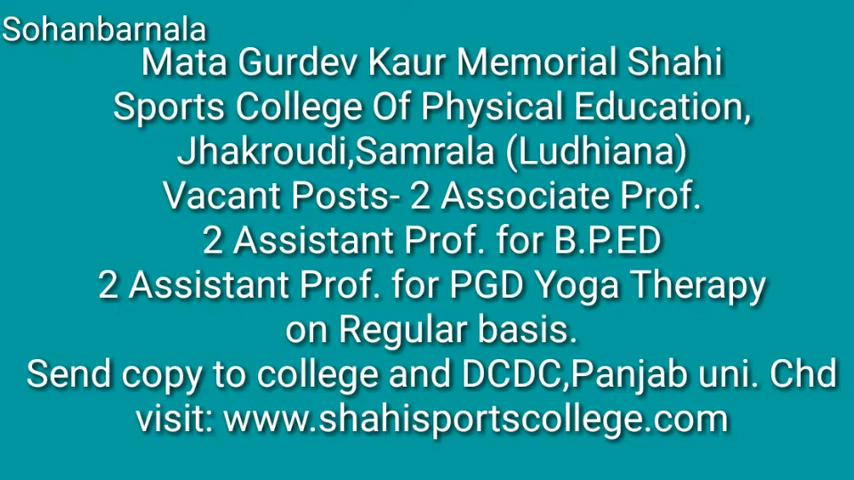 Sohanbarnala
Mata Gurdev Kaur Memorial Shahi
Sports College Of Physical Education,
Jhakroudi,Samrala (Ludhiana)
Vacant Posts- 2 Associate Prof.
2 Assistant Prof. for B.P.ED
2 Assistant Prof. for PGD Yoga Therapy
on Regular basis.
Send copy to college and DCDC,Panjab uni. Chd
visit: www.shahisportscollege.com